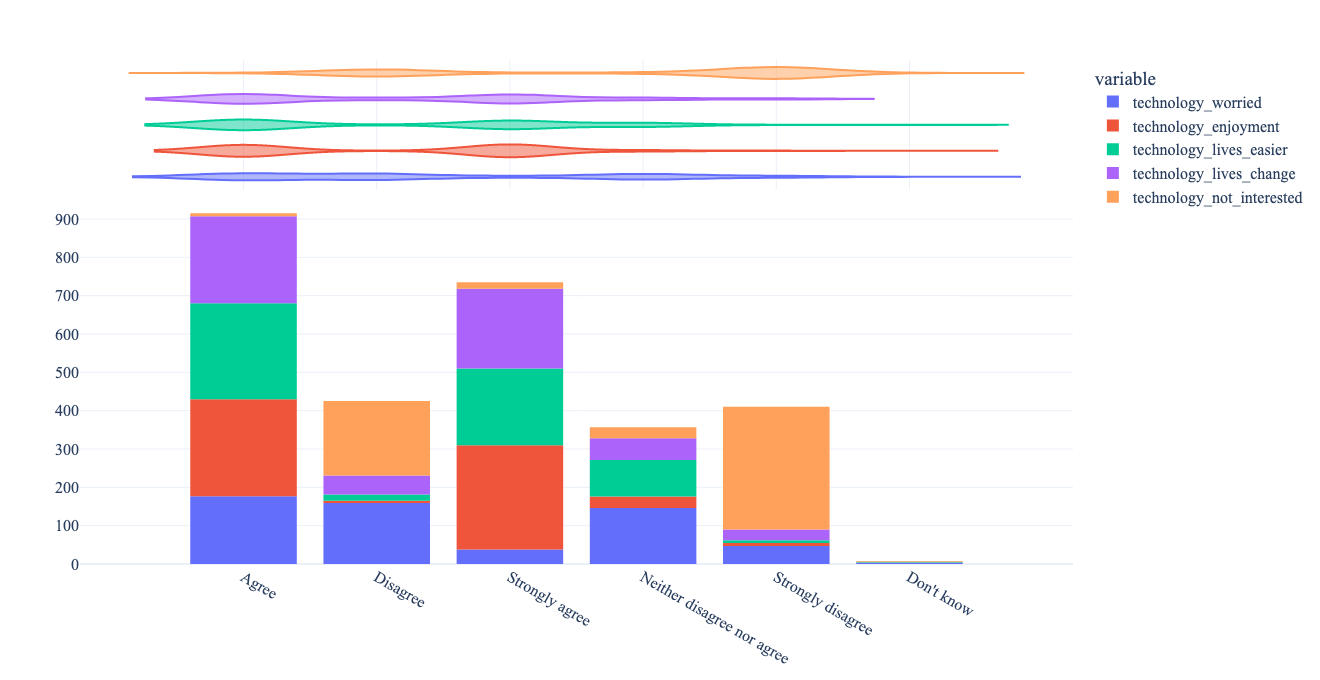 variable
technology_worried
technology_enjoyment
technology_lives_easier
technology_lives_change
technology_not_interested
900
800
700
600
500
400
300
200
100
0
Agree
Disagree
Strongly agree
Neither disagree nor agree
Strongly disagree
Don't know